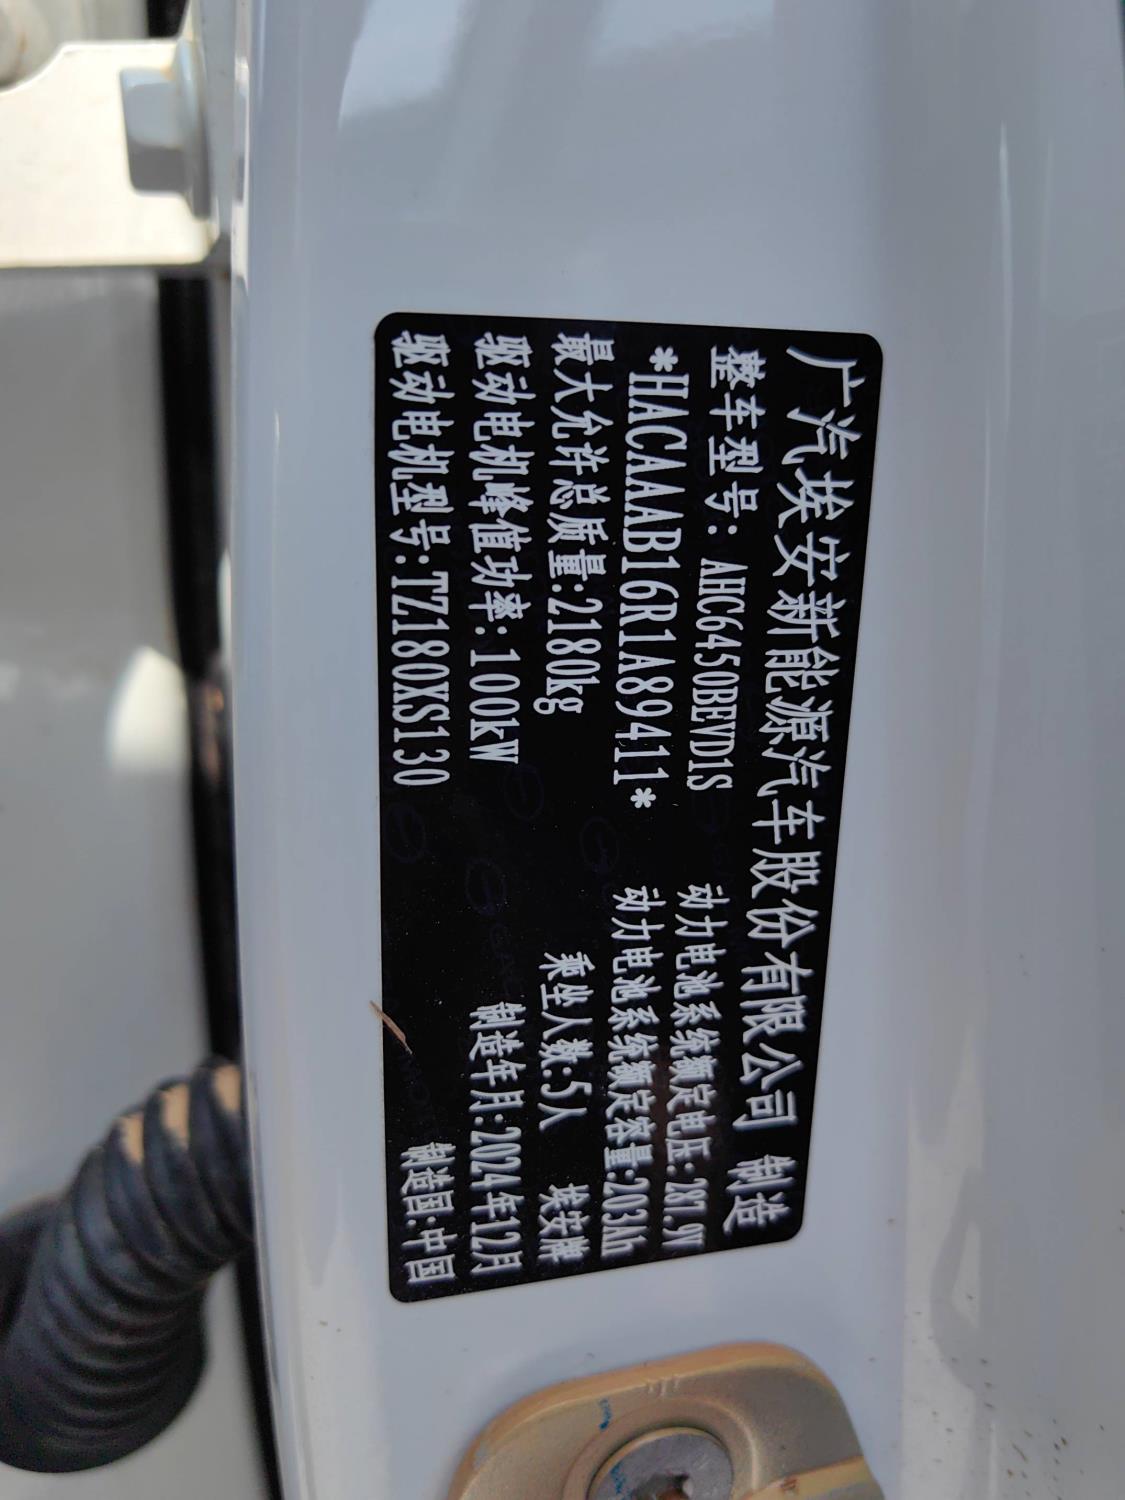 广汽埃安新能源汽车股份有限公司 制造
整车型号：AHC6450BEVD1S 动力电池系统额定电压:287.9V
*HACAAAB16R1A89411* 动力电池系统额定容量:203Ah
最大允许总质量:2180kg 乘坐人数:5人 埃安牌
驱动电机峰值功率:100kW 制造年月:2024年12月
驱动电机型号:TZ180XS130 制造国:中国